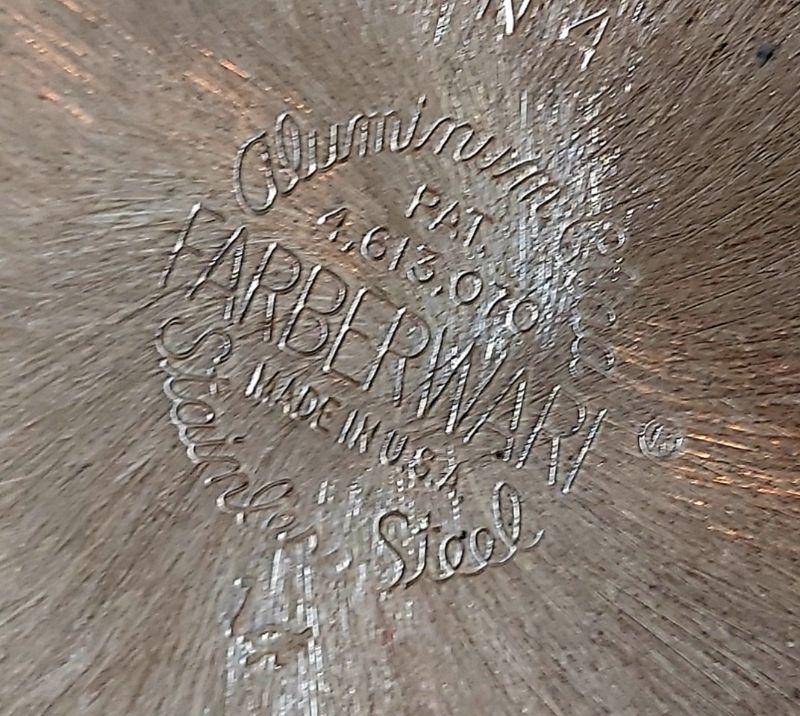 N A
Aluminum Clad
PAT.
4,613,070
FARBERWARE ®
MADE IN U.S.A.
Stainless Steel